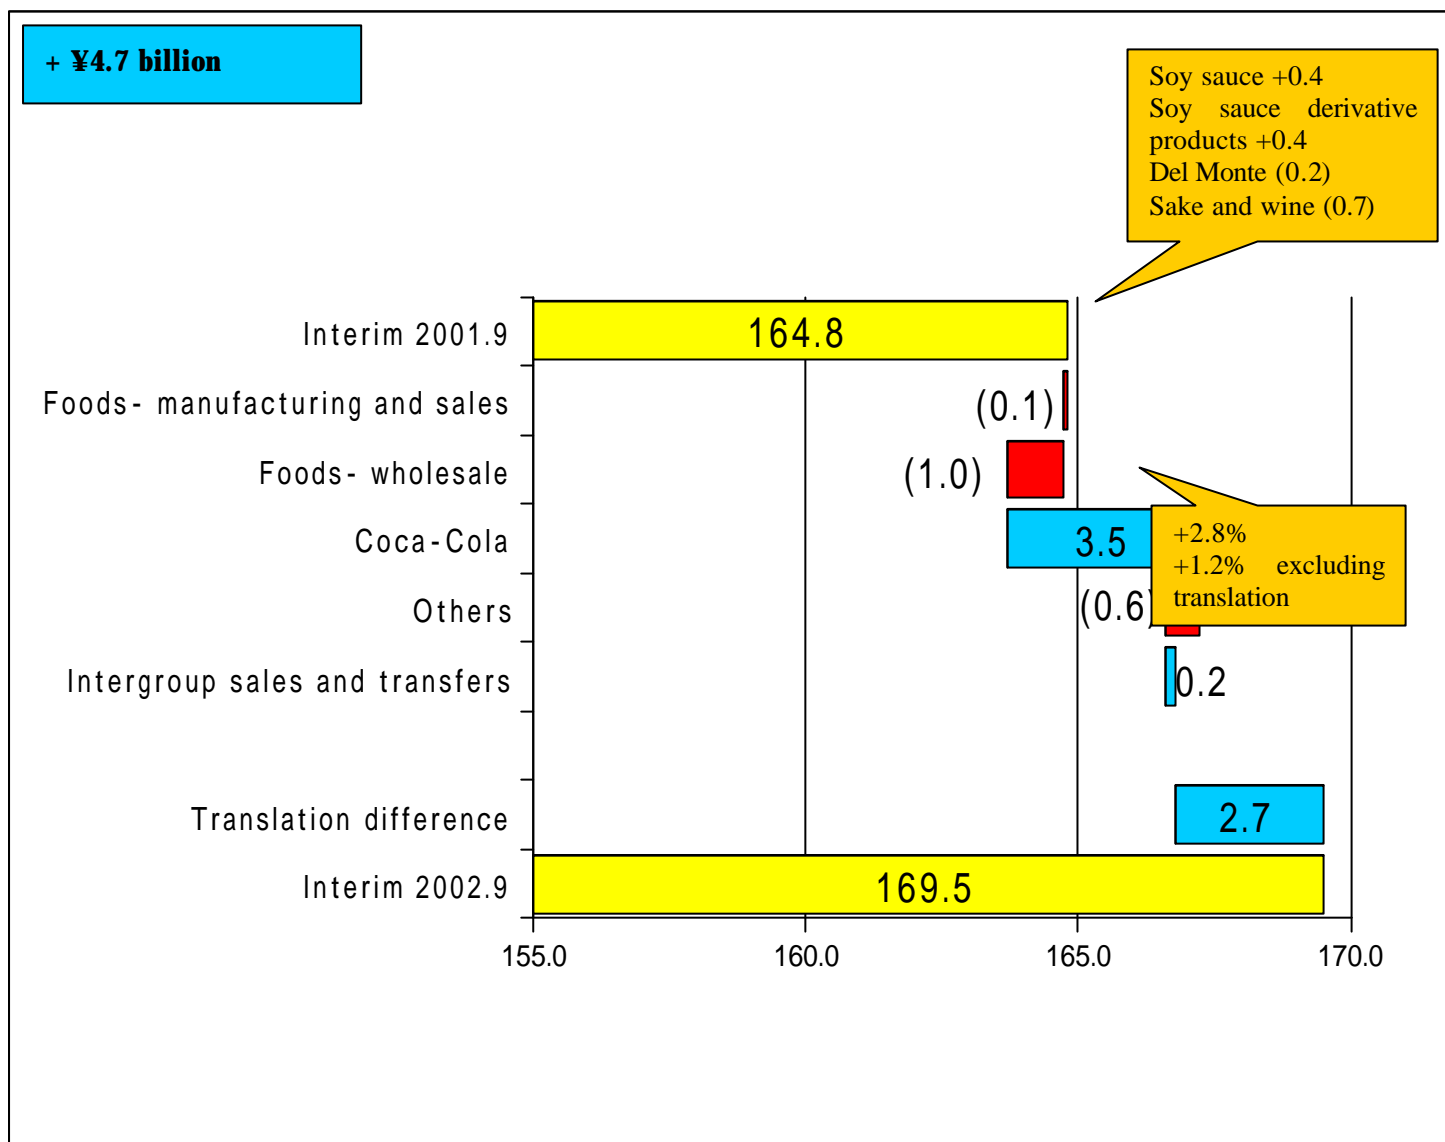 + ¥4.7 billion
Soy sauce +0.4
Soy sauce derivative
products +0.4
Del Monte (0.2)
Sake and wine (0.7)
Interim 2001.9
164.8
Foods- manufacturing and sales
(0.1)
Foods- wholesale
(1.0)
Coca-Cola
3.5
+2.8%
+1.2% excluding
translation
Others
(0.6)
Intergroup sales and transfers
0.2
Translation difference
2.7
Interim 2002.9
169.5
155.0 160.0 165.0 170.0